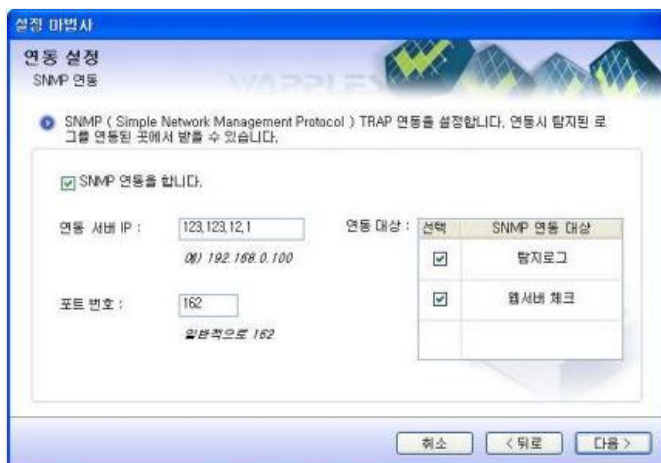 설정 마법사
연동 설정
SNMP 연동
WAPPLES
SNMP ( Simple Network Management Protocol ) TRAP 연동을 설정합니다. 연동시 탐지된 로
그를 연동된 곳에서 받을 수 있습니다.
SNMP 연동을 합니다.
연동 서버 IP : 123,123,12,1
예) 192.168.0.100
포트 번호 : 162
일반적으로 162
연동 대상 : 선택 SNMP 연동 대상
탐지로그
웹서버 체크
취소 < 뒤로 다음 >